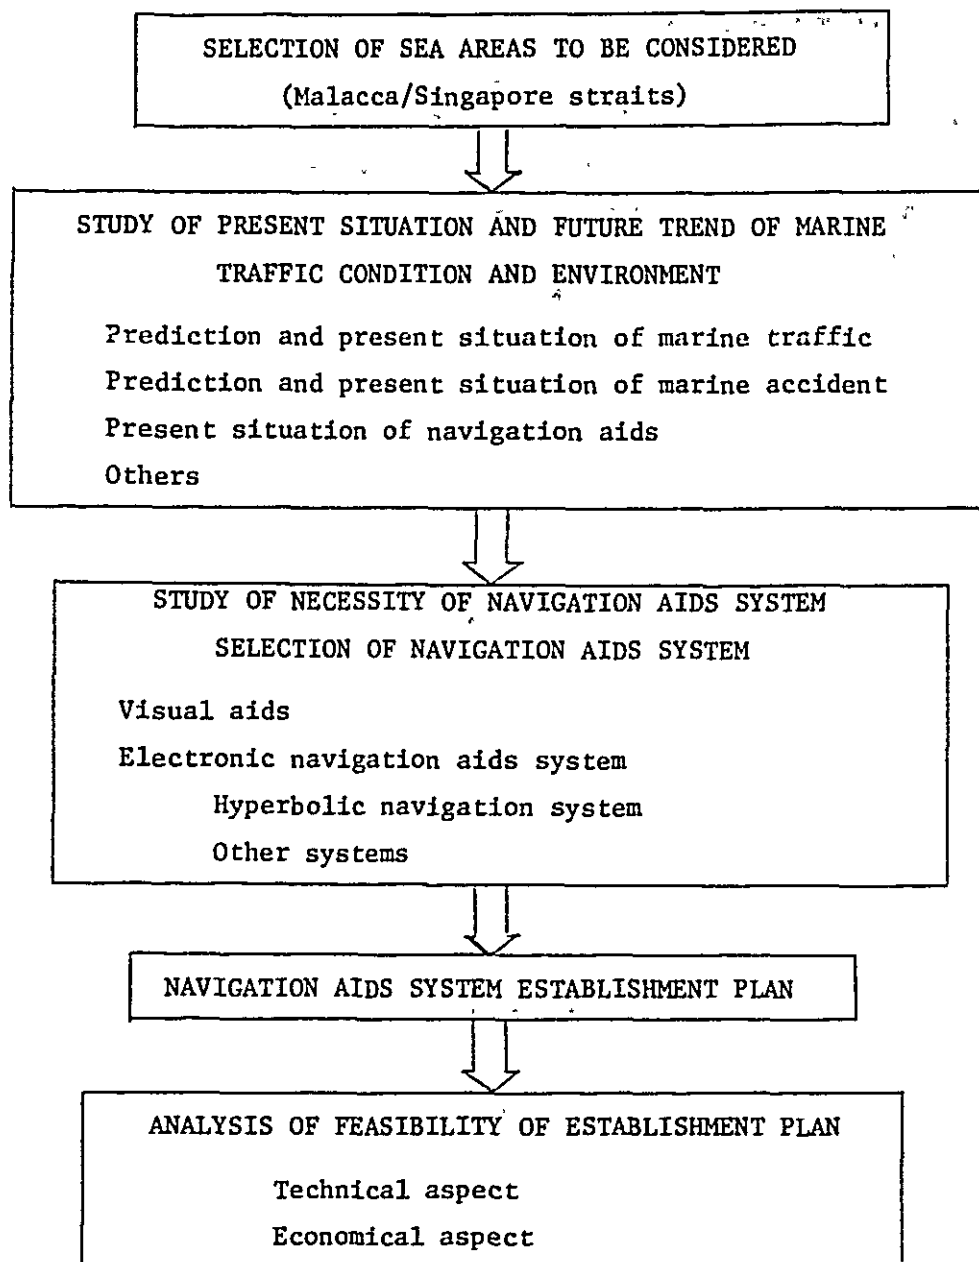 SELECTION OF SEA AREAS TO BE CONSIDERED
(Malacca/Singapore straits)
STUDY OF PRESENT SITUATION AND FUTURE TREND OF MARINE
TRAFFIC CONDITION AND ENVIRONMENT
Prediction and present situation of marine traffic
Prediction and present situation of marine accident
Present situation of navigation aids
Others
STUDY OF NECESSITY OF NAVIGATION AIDS SYSTEM
SELECTION OF NAVIGATION AIDS SYSTEM
Visual aids
Electronic navigation aids system
Hyperbolic navigation system
Other systems
NAVIGATION AIDS SYSTEM ESTABLISHMENT PLAN
ANALYSIS OF FEASIBILITY OF ESTABLISHMENT PLAN
Technical aspect
Economical aspect